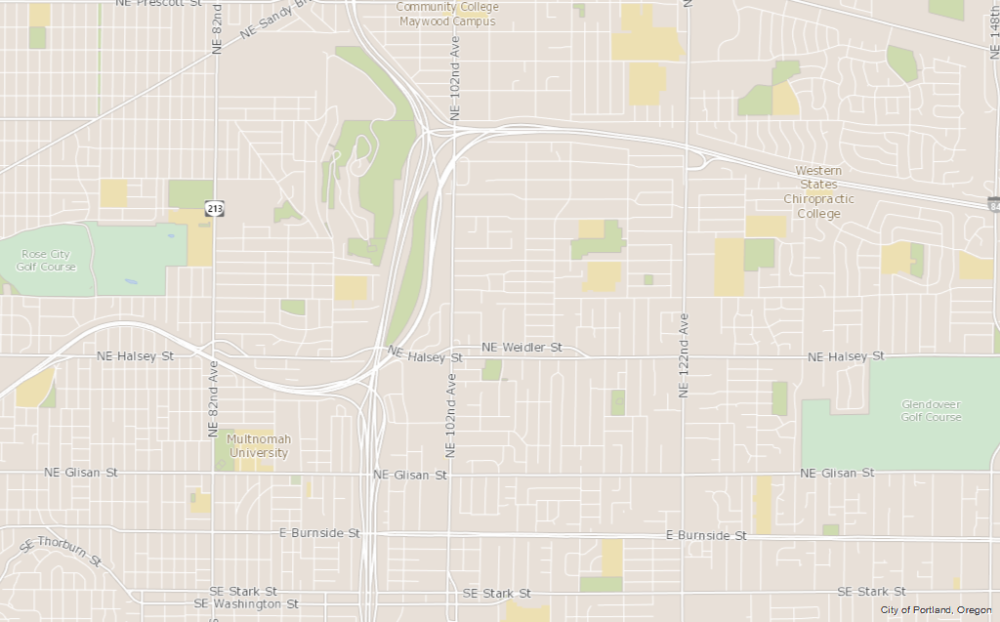 NE Prescott St
NE-82nd
NE-Sandy
Community College
Maywood Campus
NE-148th
NE 102nd Ave
Western
States
Chiropractic
College
213
84
Rose City
Golf Course
NE Halsey St
NE Halsey St
NE Weidler St
NE Halsey St
NE-82nd-Ave
NE-102nd-Ave
NE-122nd-Ave
Glendoveer
Golf Course
Multnomah
University
NE Glisan St
NE Glisan St
NE Glisan St
SE Thorburn St
E Burnside St
E Burnside St
SE Stark St
SE Washington St
SE Stark St
SE Stark St
City of Portland, Oregon